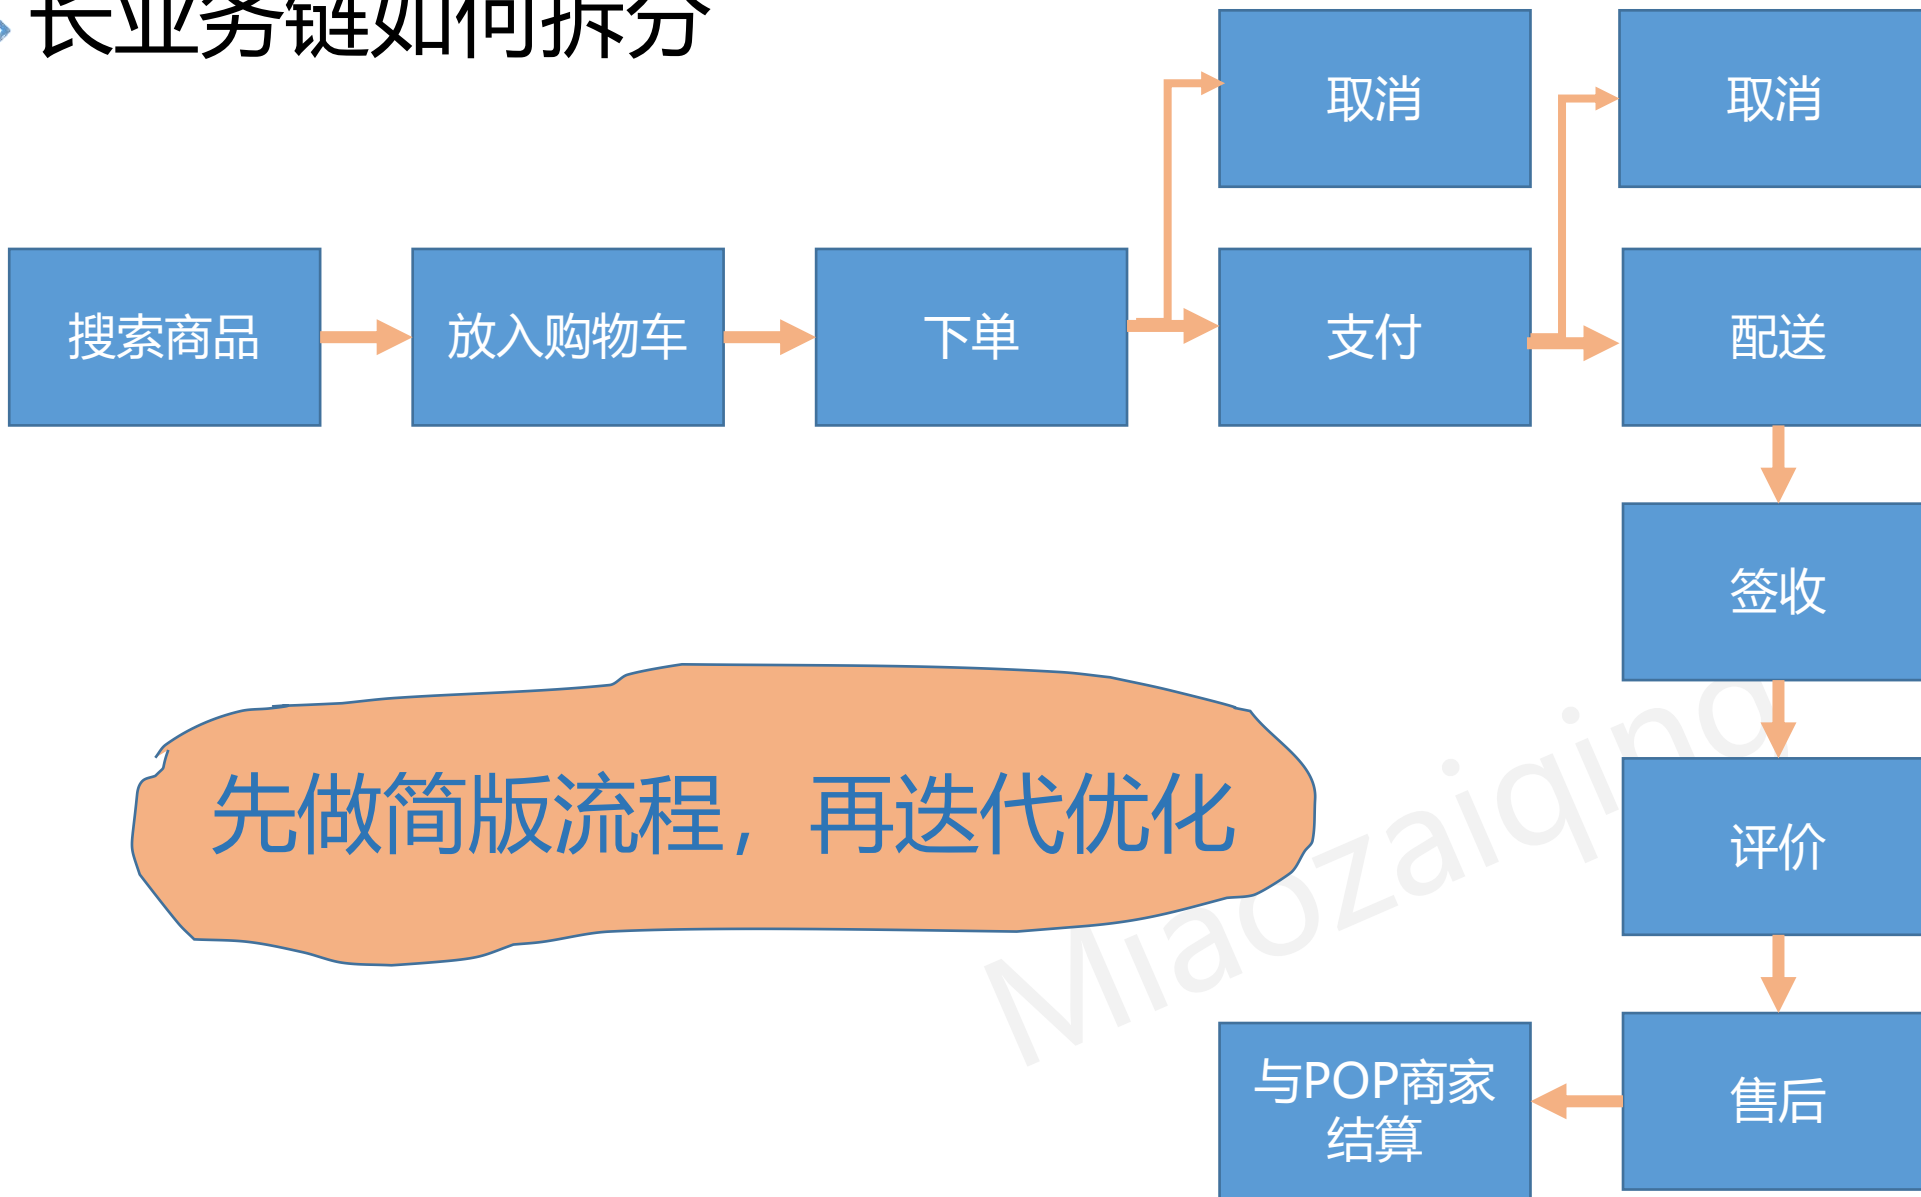 长业务链如何拆分
取消
取消
搜索商品
放入购物车
下单
支付
配送
签收
先做简版流程，再迭代优化
评价
Miaozaiqing
与POP商家
结算
售后